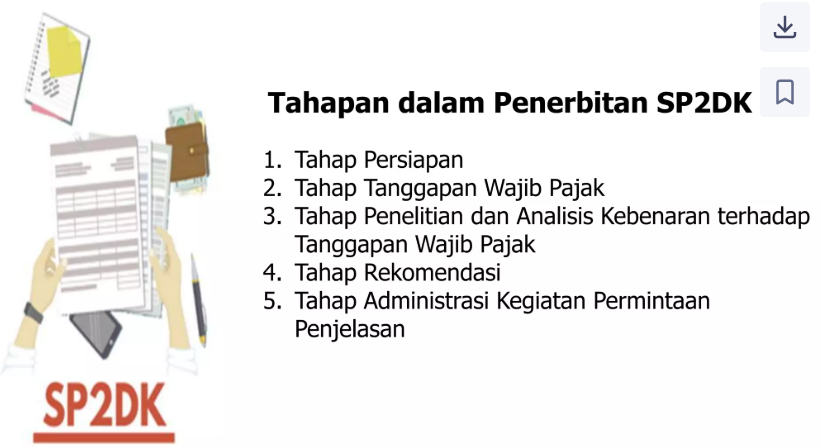 Tahapan dalam Penerbitan SP2DK
1. Tahap Persiapan
2. Tahap Tanggapan Wajib Pajak
3. Tahap Penelitian dan Analisis Kebenaran terhadap
Tanggapan Wajib Pajak
4. Tahap Rekomendasi
5. Tahap Administrasi Kegiatan Permintaan
Penjelasan
SP2DK